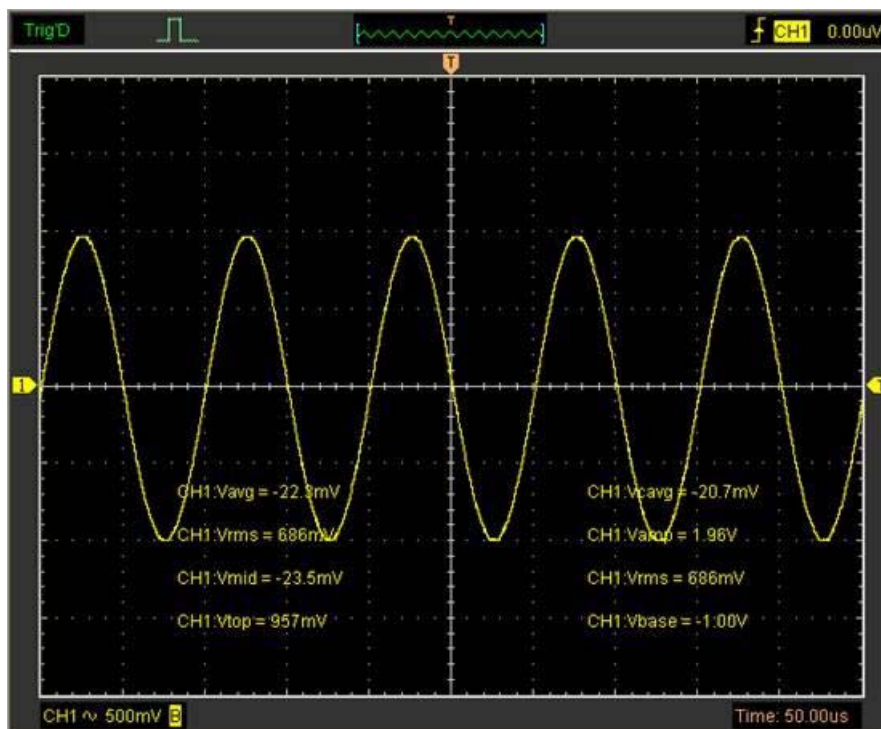 Trig'D
T
CH1 0.00uV
T
1
CH1:Vavg = -22.3mV
CH1:Vcavg = -20.7mV
CH1:Vrms = 686mV
CH1:Vamp = 1.96V
CH1:Vmid = -23.5mV
CH1:Vrms = 686mV
CH1:Vtop = 957mV
CH1:Vbase = -1.00V
CH1 ∿ 500mV B
Time: 50.00us